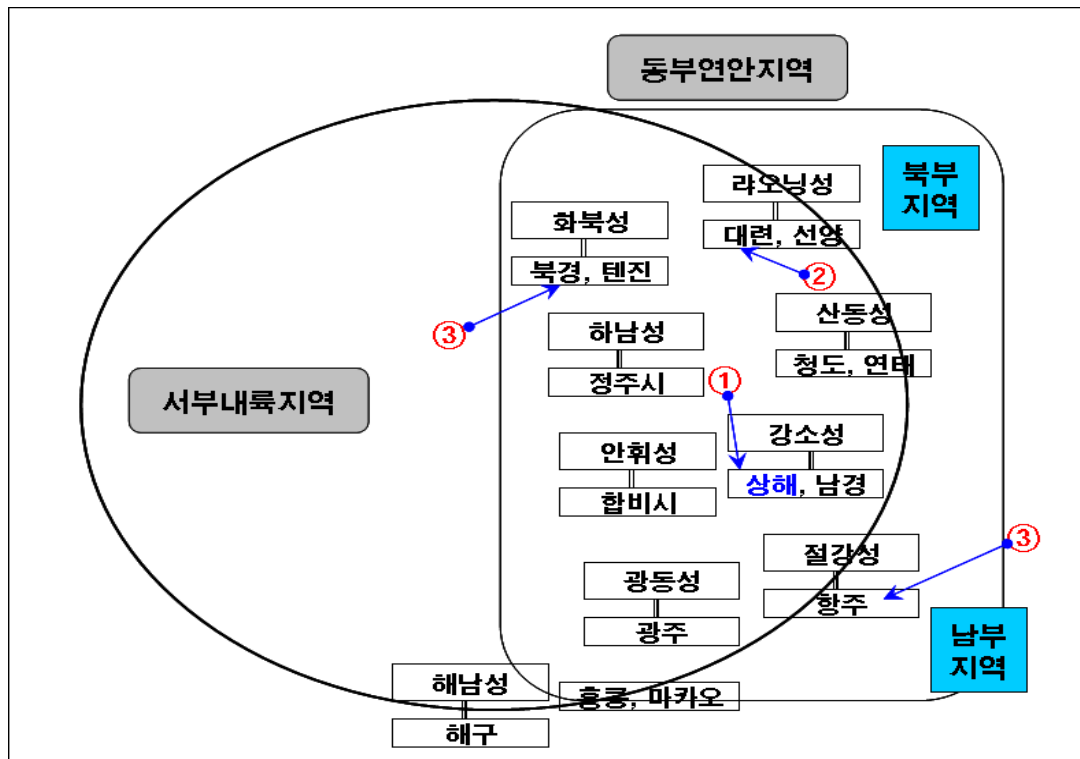 동부연안지역
북부
지역
랴오닝성
대련, 선양
②
화북성
북경, 텐진
③
산동성
청도, 연태
하남성
정주시
①
서부내륙지역
강소성
상해, 남경
안휘성
합비시
③
절강성
항주
광동성
광주
남부
지역
해남성
해구
홍콩, 마카오